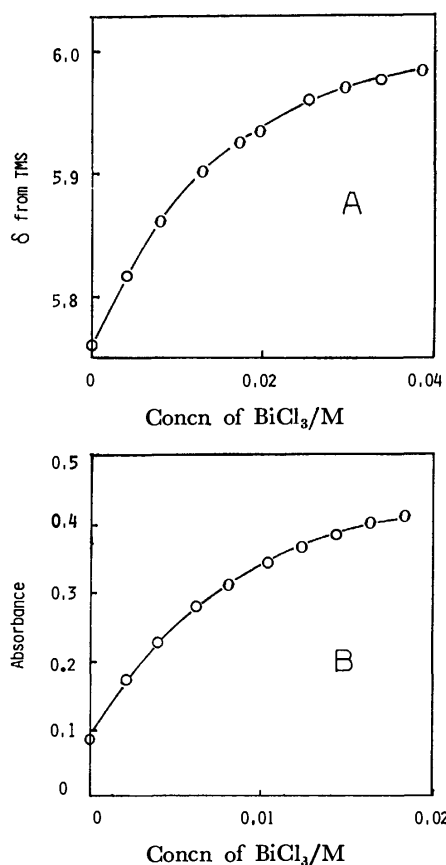 6.0
5.9
5.8
δ from TMS
A
0 0.02 0.04
Concn of BiCl₃/M
0.5
0.4
0.3
0.2
0.1
0
Absorbance
B
0 0.01 0.02
Concn of BiCl₃/M